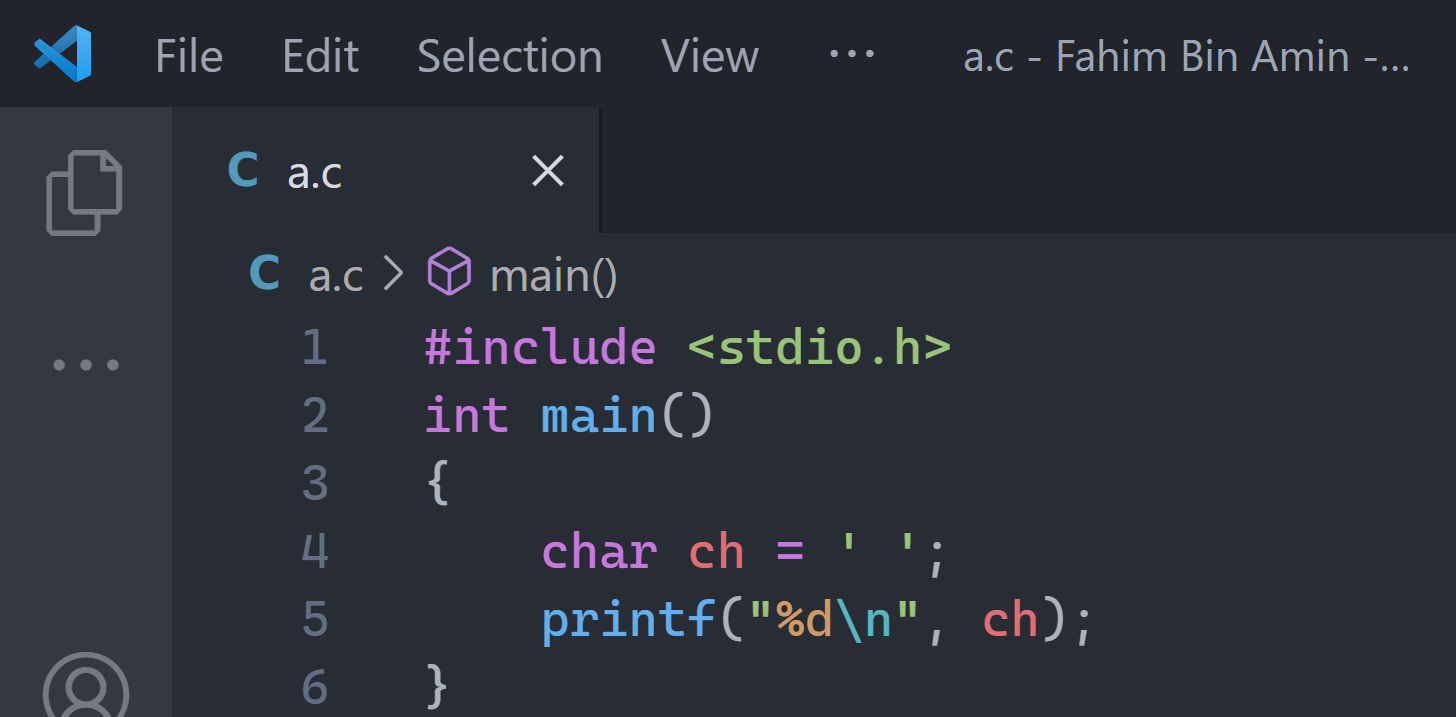 File Edit Selection View ··· a.c - Fahim Bin Amin -...
C a.c
C a.c > main()
1 #include <stdio.h>
2 int main()
3 {
4     char ch = ' ';
5     printf("%d\n", ch);
6 }